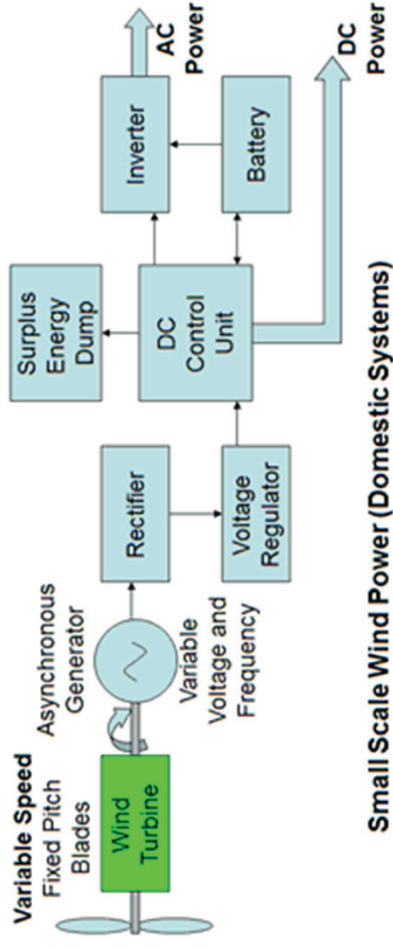 Variable Speed
Fixed Pitch
Blades
Wind
Turbine
Asynchronous
Generator
Variable
Voltage and
Frequency
Rectifier
Voltage
Regulator
Surplus
Energy
Dump
DC
Control
Unit
Inverter
Battery
AC
Power
DC
Power
Small Scale Wind Power (Domestic Systems)